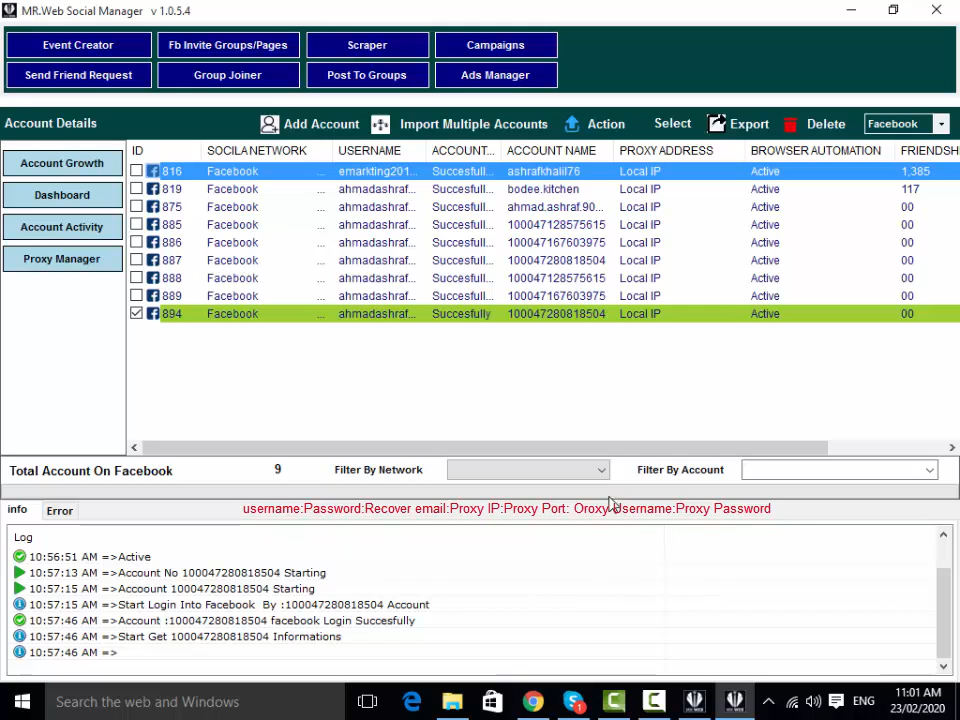 MR.Web Social Manager v 1.0.5.4
Event Creator Fb Invite Groups/Pages Scraper Campaigns
Send Friend Request Group Joiner Post To Groups Ads Manager
Account Details Add Account Import Multiple Accounts Action Select Export Delete Facebook
Account Growth
Dashboard
Account Activity
Proxy Manager
ID SOCILA NETWORK USERNAME ACCOUNT... ACCOUNT NAME PROXY ADDRESS BROWSER AUTOMATION FRIENDSH
816 Facebook ... emarkting201... Succesfull... ashrafkhalil76 Local IP Active 1,385
819 Facebook ... ahmadashraf... Succesfull... bodee.kitchen Local IP Active 117
875 Facebook ... ahmadashraf... Succesfull... ahmad.ashraf.90... Local IP Active 00
885 Facebook ... ahmadashraf... Succesfull... 100047128575615 Local IP Active 00
886 Facebook ... ahmadashraf... Succesfull... 100047167603975 Local IP Active 00
887 Facebook ... ahmadashraf... Succesfull... 100047280818504 Local IP Active 00
888 Facebook ... ahmadashraf... Succesfull... 100047128575615 Local IP Active 00
889 Facebook ... ahmadashraf... Succesfull... 100047167603975 Local IP Active 00
894 Facebook ... ahmadashraf... Succesfully 100047280818504 Local IP Active 00
Total Account On Facebook 9 Filter By Network Filter By Account
info Error username:Password:Recover email:Proxy IP:Proxy Port: Oroxy Username:Proxy Password
Log
10:56:51 AM =>Active
10:57:13 AM =>Account No 100047280818504 Starting
10:57:15 AM =>Accoount 100047280818504 Starting
10:57:15 AM =>Start Login Into Facebook By :100047280818504 Account
10:57:46 AM =>Account :100047280818504 facebook Login Succesfully
10:57:46 AM =>Start Get 100047280818504 Informations
10:57:46 AM =>
Search the web and Windows 1 ENG 11:01 AM
23/02/2020